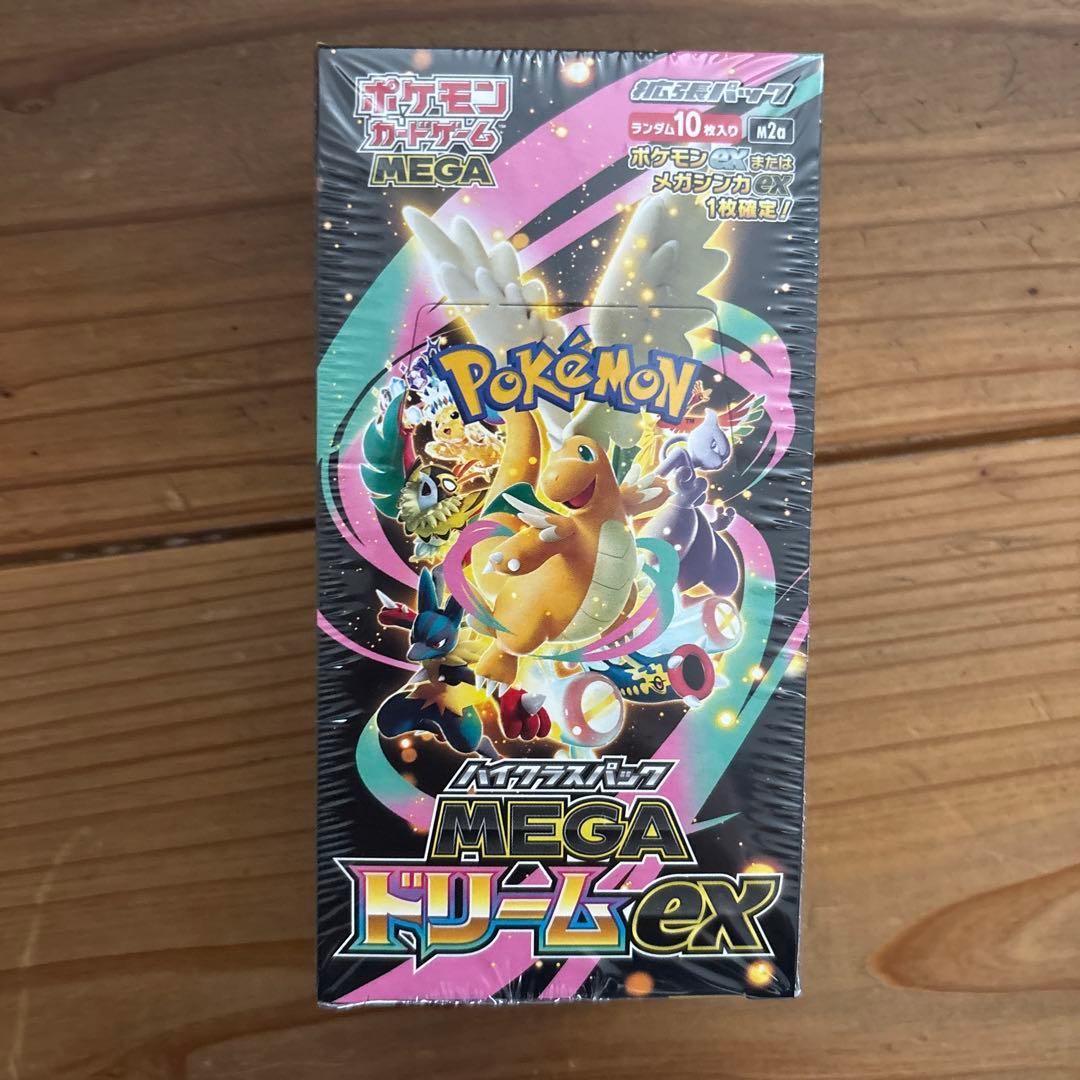 ポケモン
カードゲーム
MEGA
拡張パック
ランダム10枚入り M2a
ポケモンexまたは
メガシンカex
1枚確定!
POKéMON
TM
ハイクラスパック
MEGA
ドリームex